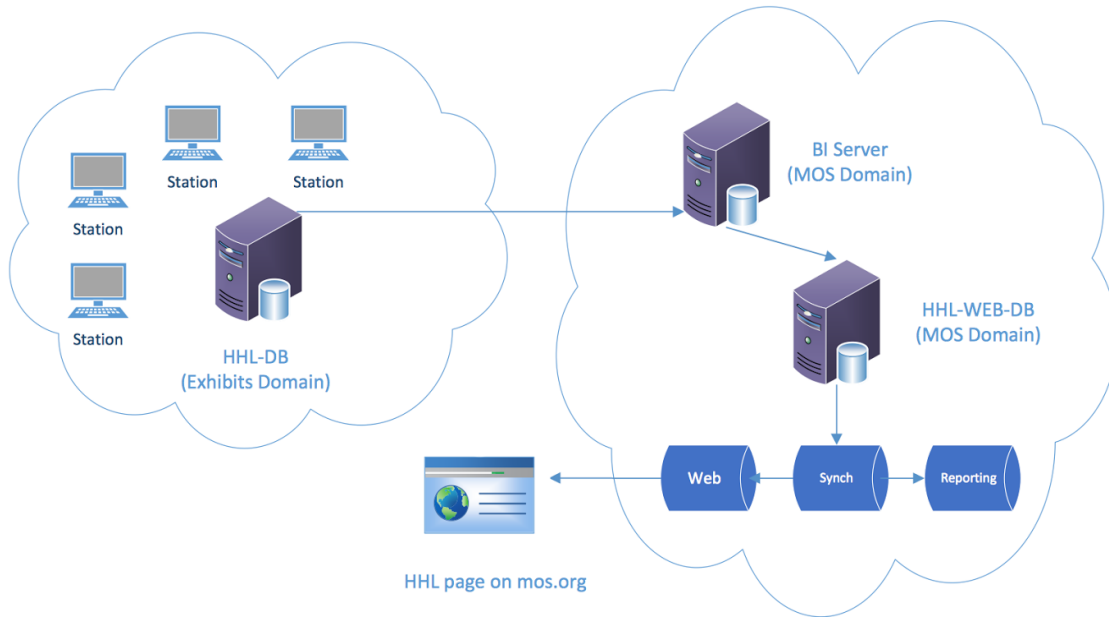 Station
Station
Station
Station
HHL-DB
(Exhibits Domain)
BI Server
(MOS Domain)
HHL-WEB-DB
(MOS Domain)
Web
Synch
Reporting
HHL page on mos.org